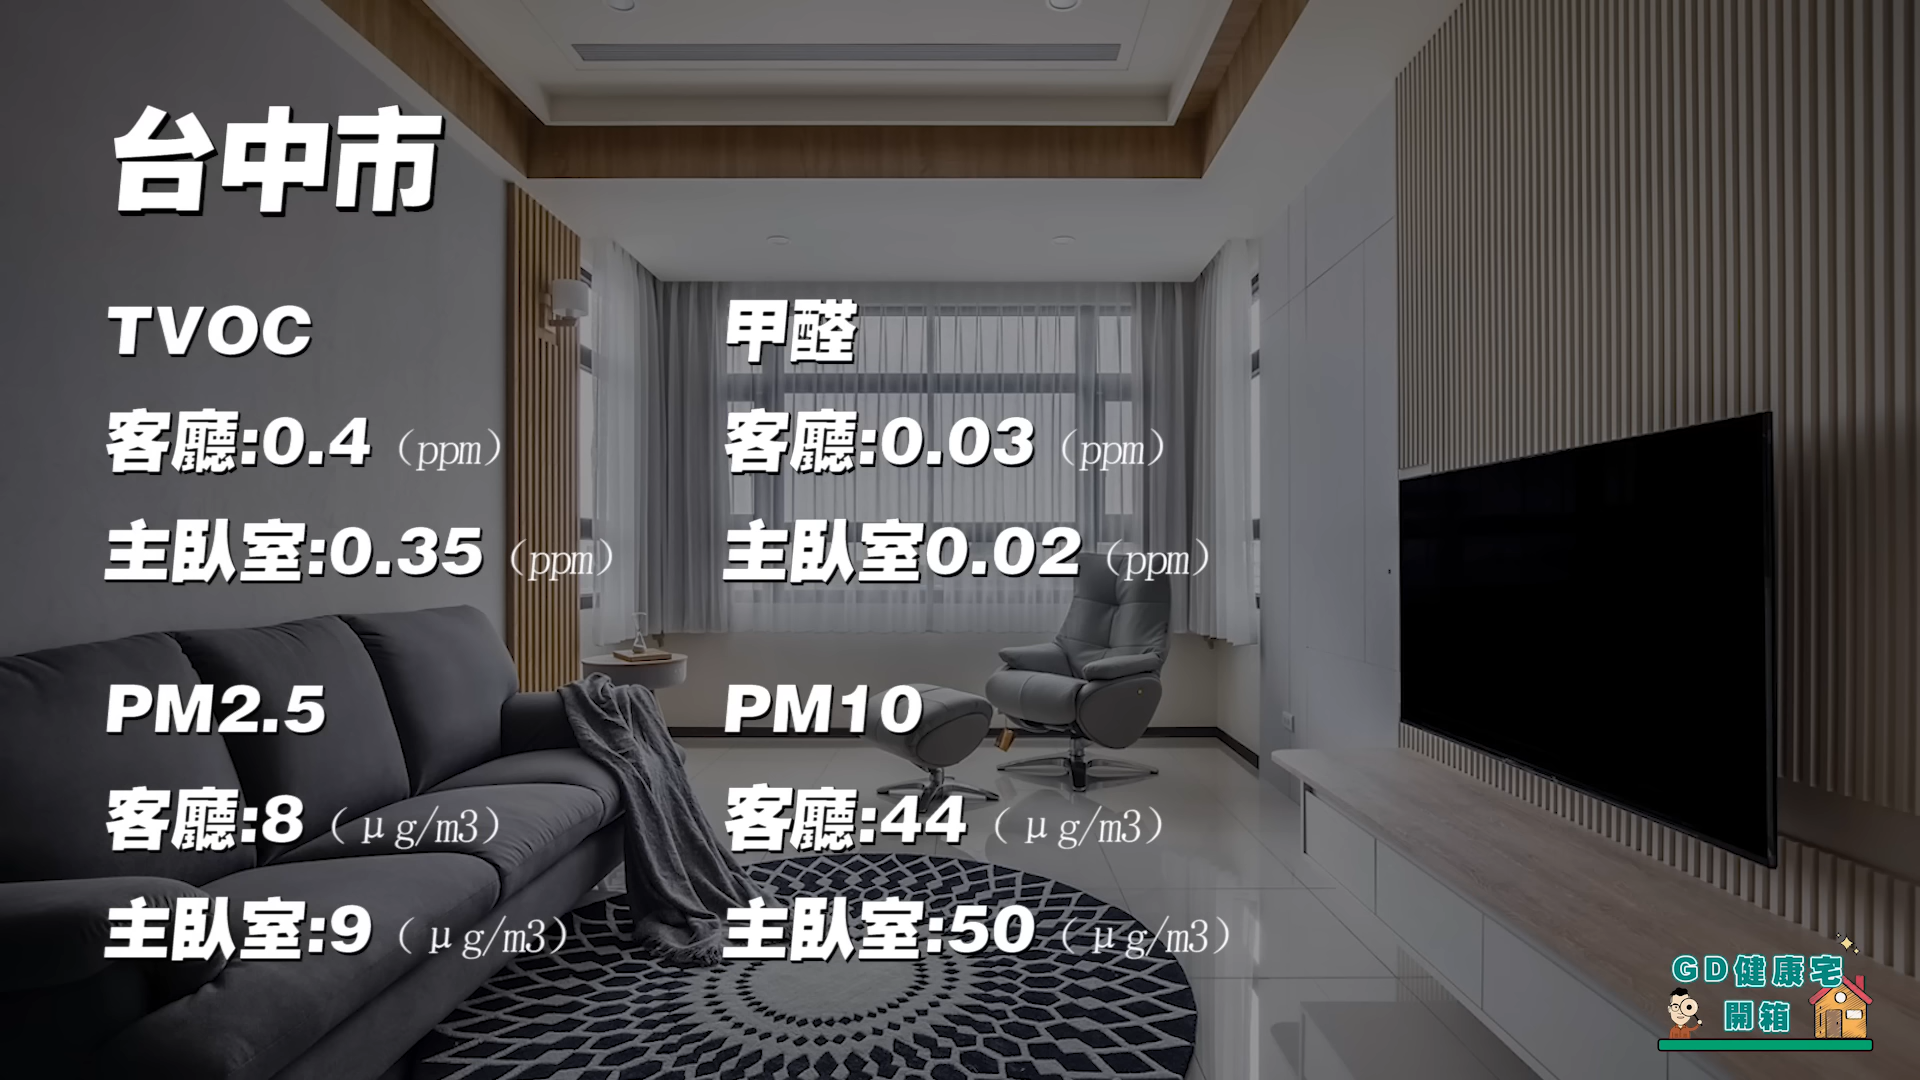 台中市
TVOC
客廳:0.4（ppm）
主臥室:0.35（ppm）
甲醛
客廳:0.03（ppm）
主臥室0.02（ppm）
PM2.5
客廳:8（μg/m3）
主臥室:9（μg/m3）
PM10
客廳:44（μg/m3）
主臥室:50（μg/m3）
GD健康宅
開箱